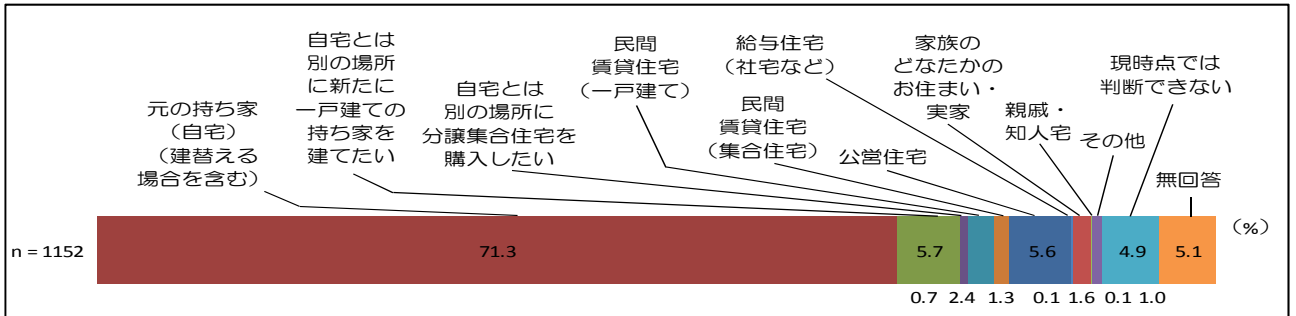 元の持ち家
（自宅）
（建替える
場合を含む）
自宅とは
別の場所
に新たに
一戸建ての
持ち家を
建てたい
自宅とは
別の場所に
分譲集合住宅を
購入したい
民間
賃貸住宅
（一戸建て）
民間
賃貸住宅
（集合住宅）
公営住宅
給与住宅
（社宅など）
家族の
どなたかの
お住まい・
実家
親戚・
知人宅
その他
現時点では
判断できない
無回答
（%）
n = 1152
71.3
5.7
5.6
4.9
5.1
0.7 2.4 1.3 0.1 1.6 0.1 1.0